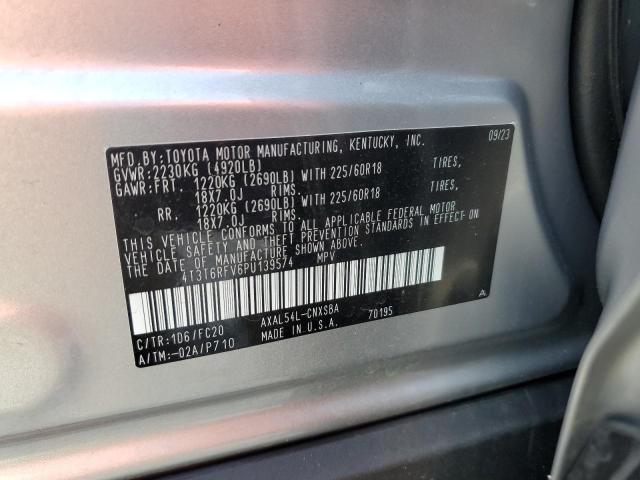 MFD.BY:TOYOTA MOTOR MANUFACTURING, KENTUCKY, INC. 09/23
GVWR:2230KG (4920LB)
GAWR:FRT. 1220KG (2690LB) WITH 225/60R18 TIRES,
18X7.0J RIMS.
RR. 1220KG (2690LB) WITH 225/60R18 TIRES,
18X7.0J RIMS.
THIS VEHICLE CONFORMS TO ALL APPLICABLE FEDERAL MOTOR
VEHICLE SAFETY AND THEFT PREVENTION STANDARDS IN EFFECT ON
THE DATE OF MANUFACTURE SHOWN ABOVE.
4T3T6RFV6PU139574 MPV
C/TR:1D6/FC20 AXAL54L-CNXSBA 70195
A/TM:-02A/P710 MADE IN U.S.A. A